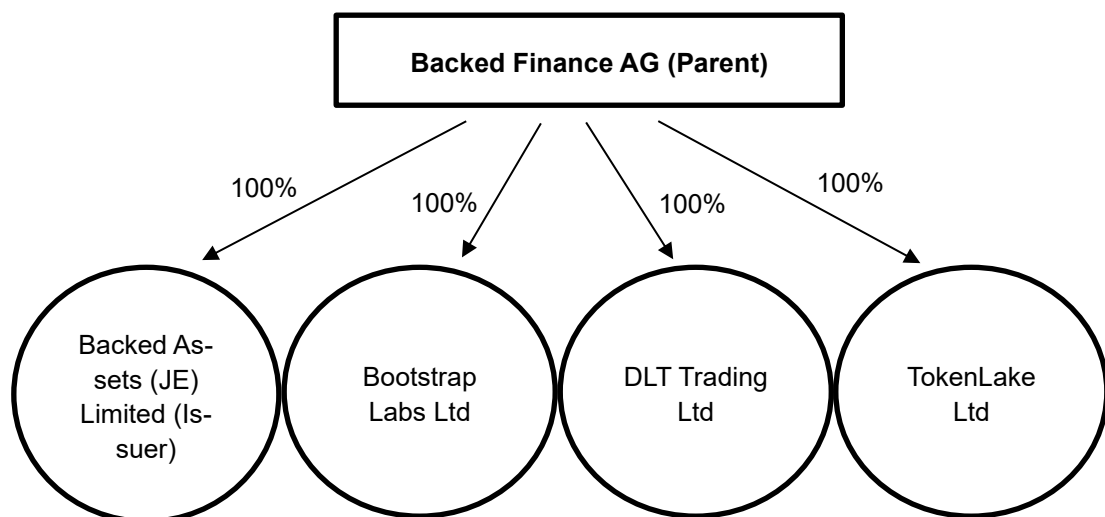 Backed Finance AG (Parent)
100%
100%
100%
100%
Backed As-
sets (JE)
Limited (Is-
suer)
Bootstrap
Labs Ltd
DLT Trading
Ltd
TokenLake
Ltd